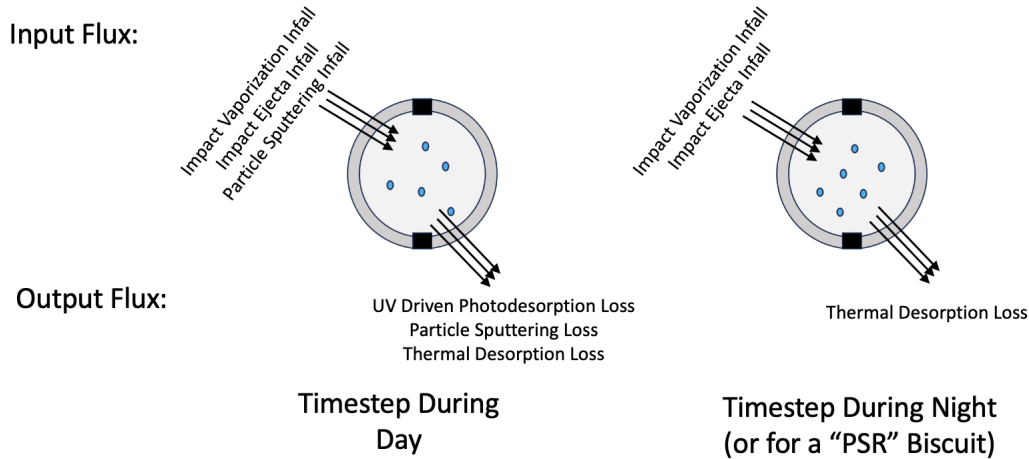 Input Flux:
Impact Vaporization Infall
Impact Ejecta Infall
Particle Sputtering Infall
Impact Vaporization Infall
Impact Ejecta Infall
Output Flux:
UV Driven Photodesorption Loss
Particle Sputtering Loss
Thermal Desorption Loss
Thermal Desorption Loss
Timestep During
Day
Timestep During Night
(or for a “PSR” Biscuit)